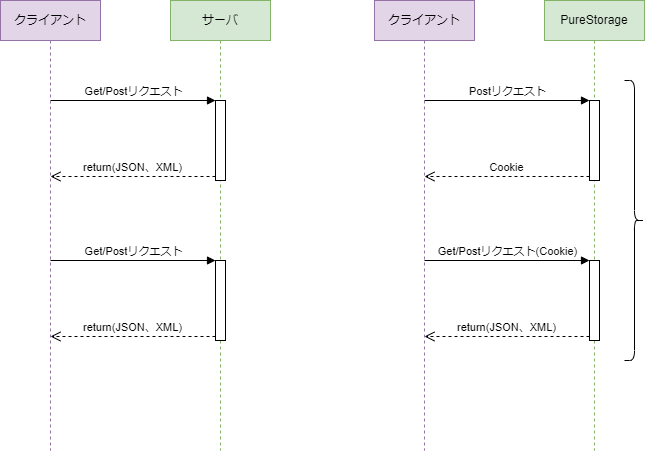 クライアント
サーバ
Get/Postリクエスト
return(JSON、XML)
Get/Postリクエスト
return(JSON、XML)
クライアント
PureStorage
Postリクエスト
Cookie
Get/Postリクエスト(Cookie)
return(JSON、XML)